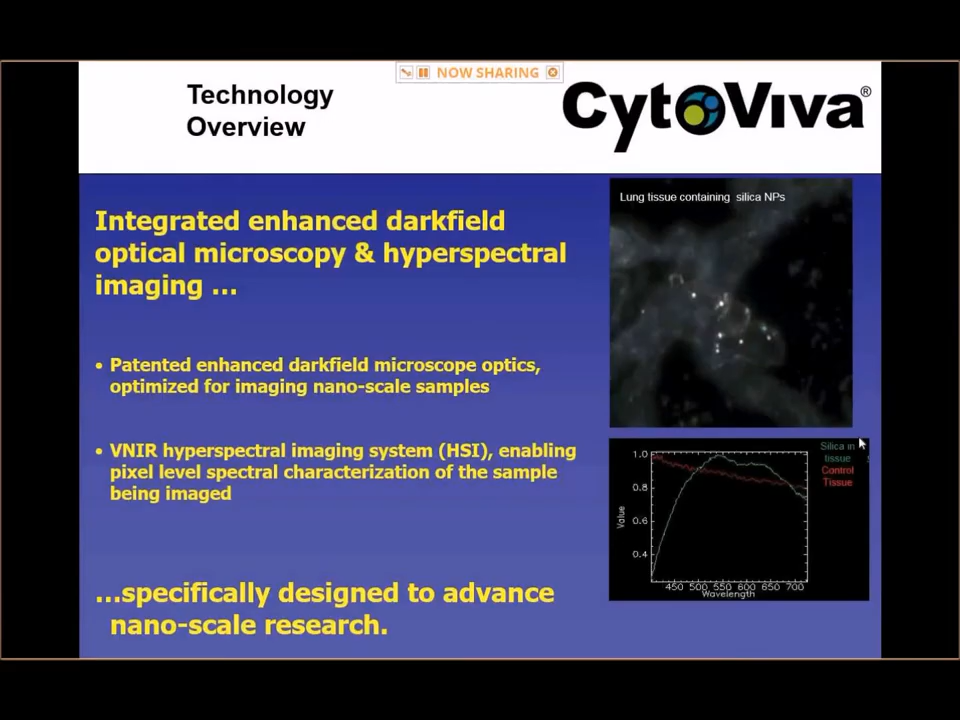 NOW SHARING
Technology
Overview
CytoViva®
Integrated enhanced darkfield
optical microscopy & hyperspectral
imaging ...
• Patented enhanced darkfield microscope optics,
optimized for imaging nano-scale samples
• VNIR hyperspectral imaging system (HSI), enabling
pixel level spectral characterization of the sample
being imaged
...specifically designed to advance
nano-scale research.
Lung tissue containing silica NPs
Silica in
tissue
Control
Tissue
1.0
0.8
0.6
0.4
Value
450 500 550 600 650 700
Wavelength